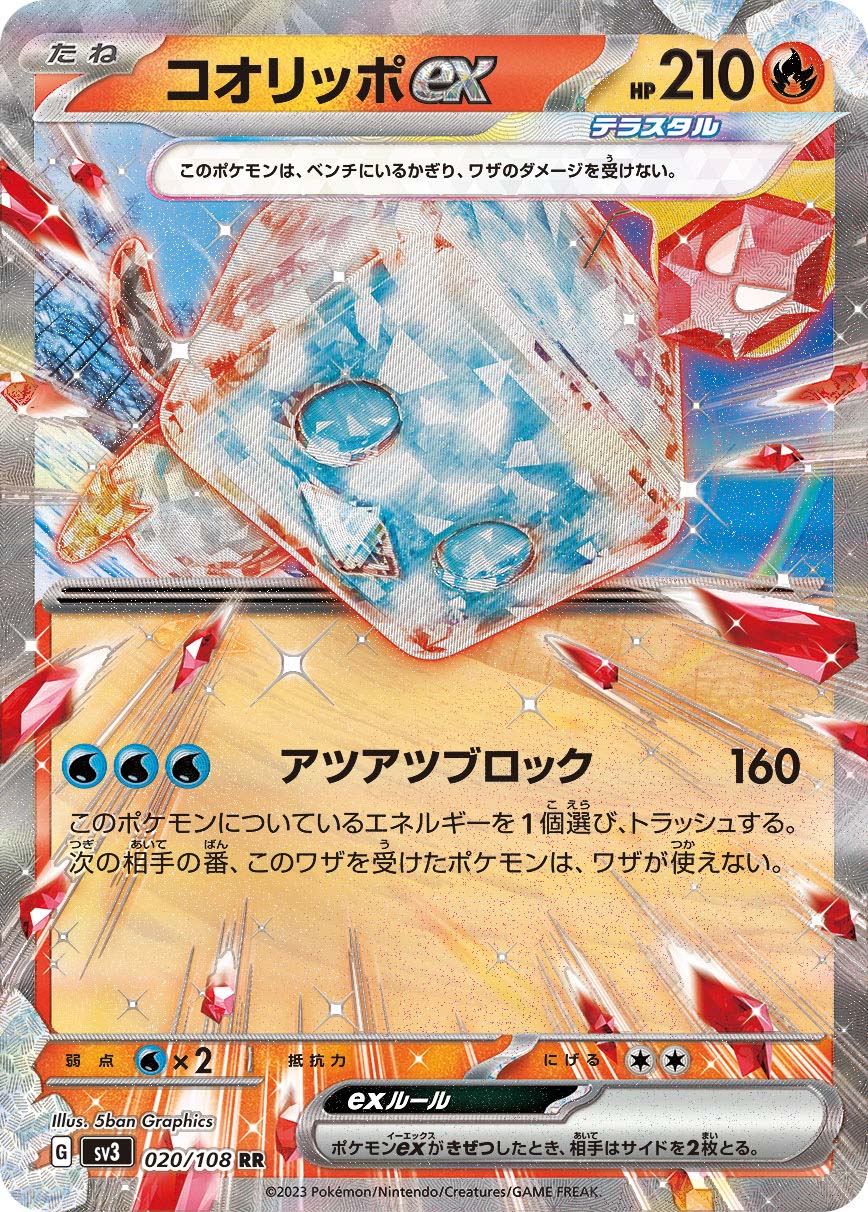 たね
コオリッポex
HP210
テラスタル
このポケモンは、ベンチにいるかぎり、ワザのダメージを受けない。
アツアツブロック 160
このポケモンについているエネルギーを1個選び、トラッシュする。
次の相手の番、このワザを受けたポケモンは、ワザが使えない。
弱点 ×2 抵抗力 にげる
exルール
ポケモンexがきぜつしたとき、相手はサイドを2枚とる。
Illus. 5ban Graphics
G sv3 020/108 RR
©2023 Pokémon/Nintendo/Creatures/GAME FREAK.